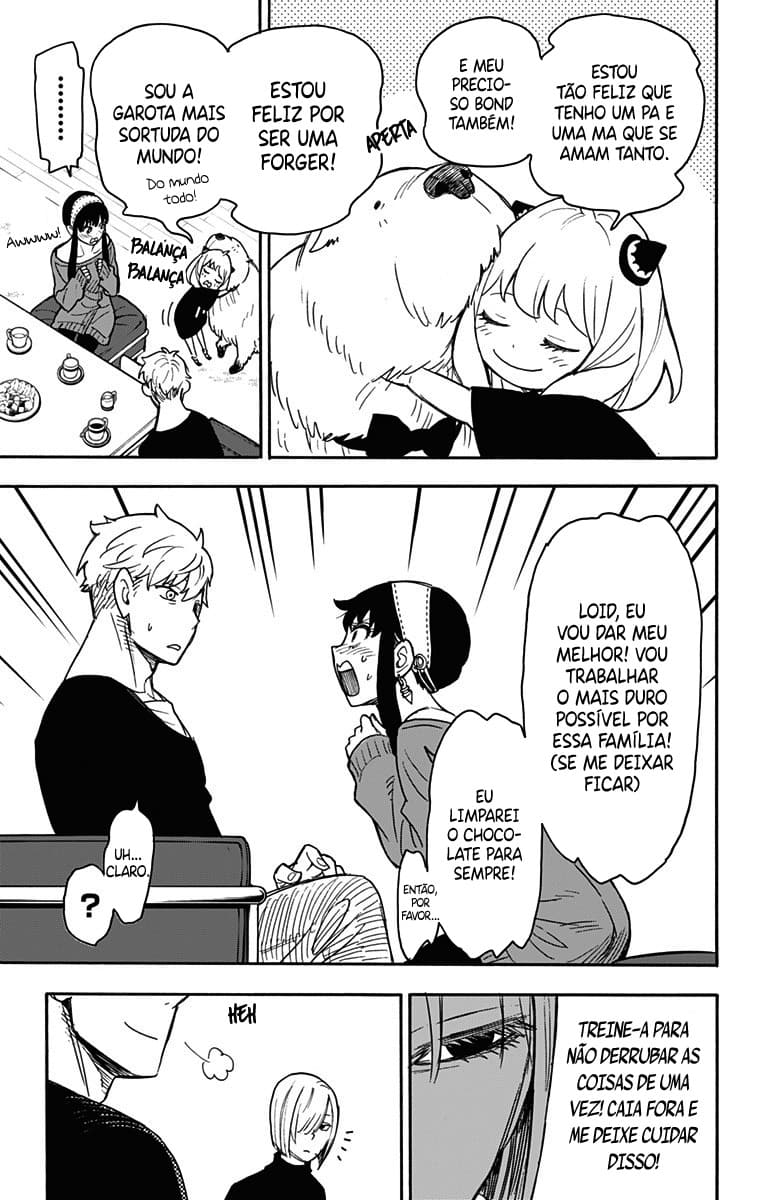 ESTOU
TÃO FELIZ QUE
TENHO UM PA E
UMA MA QUE SE
AMAM TANTO.
E MEU
PRECIO-
SO BOND
TAMBÉM!
APERTA
ESTOU
FELIZ POR
SER UMA
FORGER!
SOU A
GAROTA MAIS
SORTUDA DO
MUNDO!
Do mundo
todo!
BALANÇA
BALANÇA
.........
Awwww!
LOID, EU
VOU DAR MEU
MELHOR! VOU
TRABALHAR
O MAIS DURO
POSSÍVEL POR
ESSA FAMÍLIA!
(SE ME DEIXAR
FICAR)
EU
LIMPAREI
O CHOCO-
LATE PARA
SEMPRE!
ENTÃO,
POR
FAVOR...
UH...
CLARO.
?
TREINE-A PARA
NÃO DERRUBAR AS
COISAS DE UMA
VEZ! CAIA FORA E
ME DEIXE CUIDAR
DISSO!
HEH